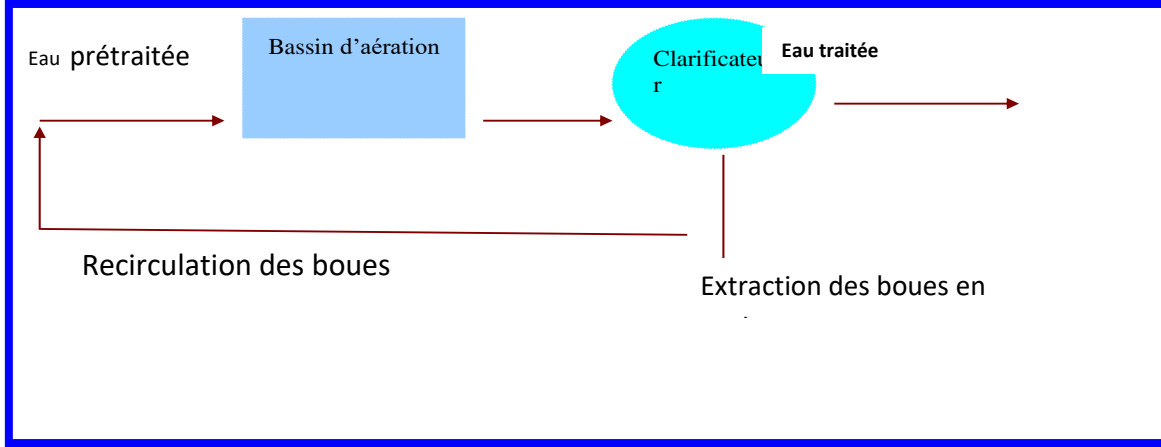 Eau prétraitée
Bassin d’aération
Clarificateu
r
Eau traitée
Recirculation des boues
Extraction des boues en